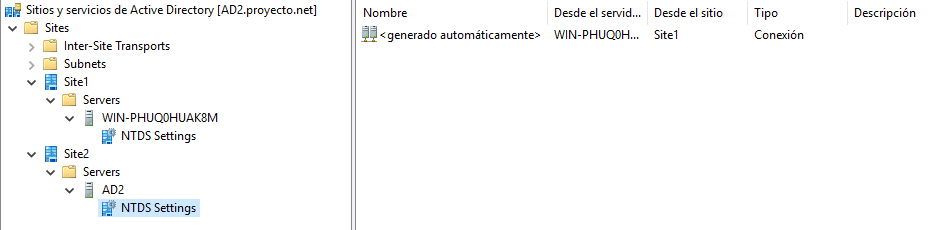 Sitios y servicios de Active Directory [AD2.proyecto.net]
Sites
Inter-Site Transports
Subnets
Site1
Servers
WIN-PHUQ0HUAK8M
NTDS Settings
Site2
Servers
AD2
NTDS Settings
Nombre Desde el servid... Desde el sitio Tipo Descripción
<generado automáticamente> WIN-PHUQ0H... Site1 Conexión